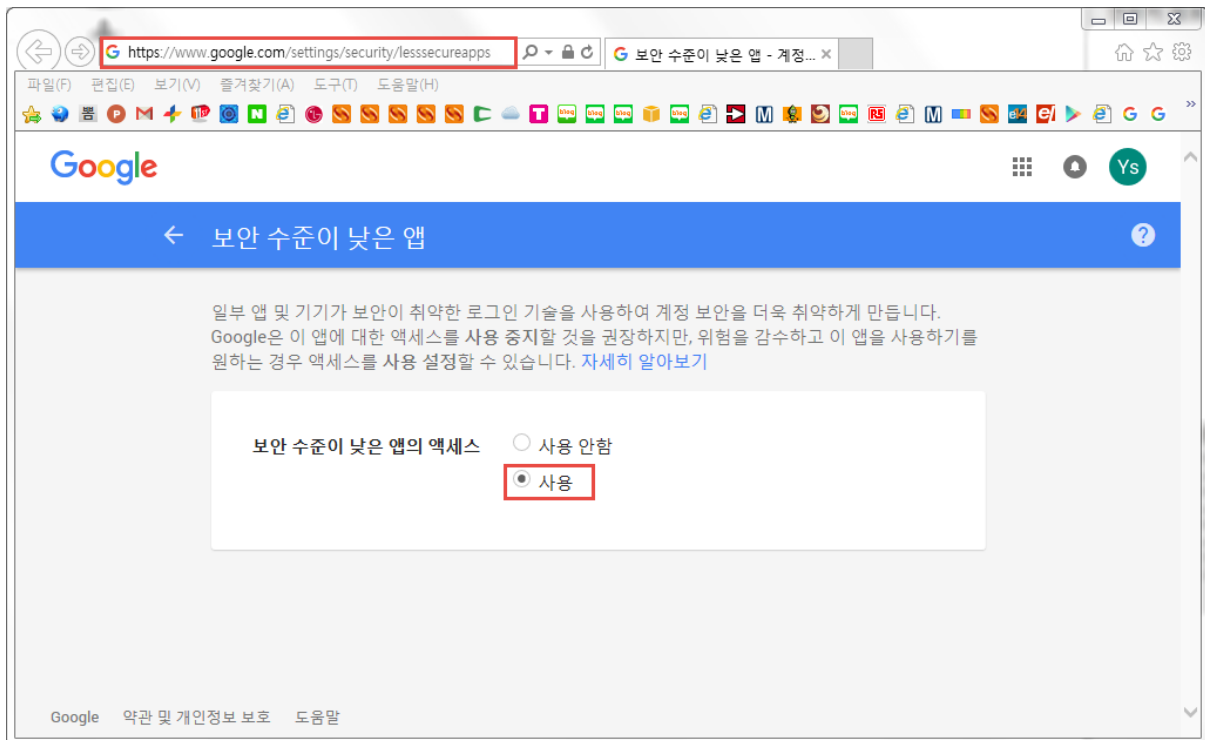 https://www.google.com/settings/security/lesssecureapps
보안 수준이 낮은 앱 - 계정...
파일(F) 편집(E) 보기(V) 즐겨찾기(A) 도구(T) 도움말(H)
Google
Ys
보안 수준이 낮은 앱
일부 앱 및 기기가 보안이 취약한 로그인 기술을 사용하여 계정 보안을 더욱 취약하게 만듭니다.
Google은 이 앱에 대한 액세스를 사용 중지할 것을 권장하지만, 위험을 감수하고 이 앱을 사용하기를
원하는 경우 액세스를 사용 설정할 수 있습니다. 자세히 알아보기
보안 수준이 낮은 앱의 액세스
사용 안함
사용
Google 약관 및 개인정보 보호 도움말